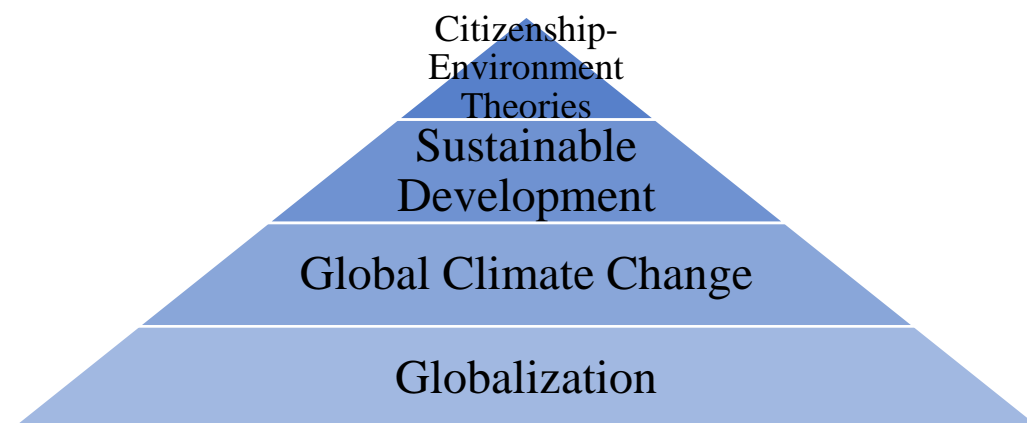 Citizenship-
Environment
Theories
Sustainable
Development
Global Climate Change
Globalization